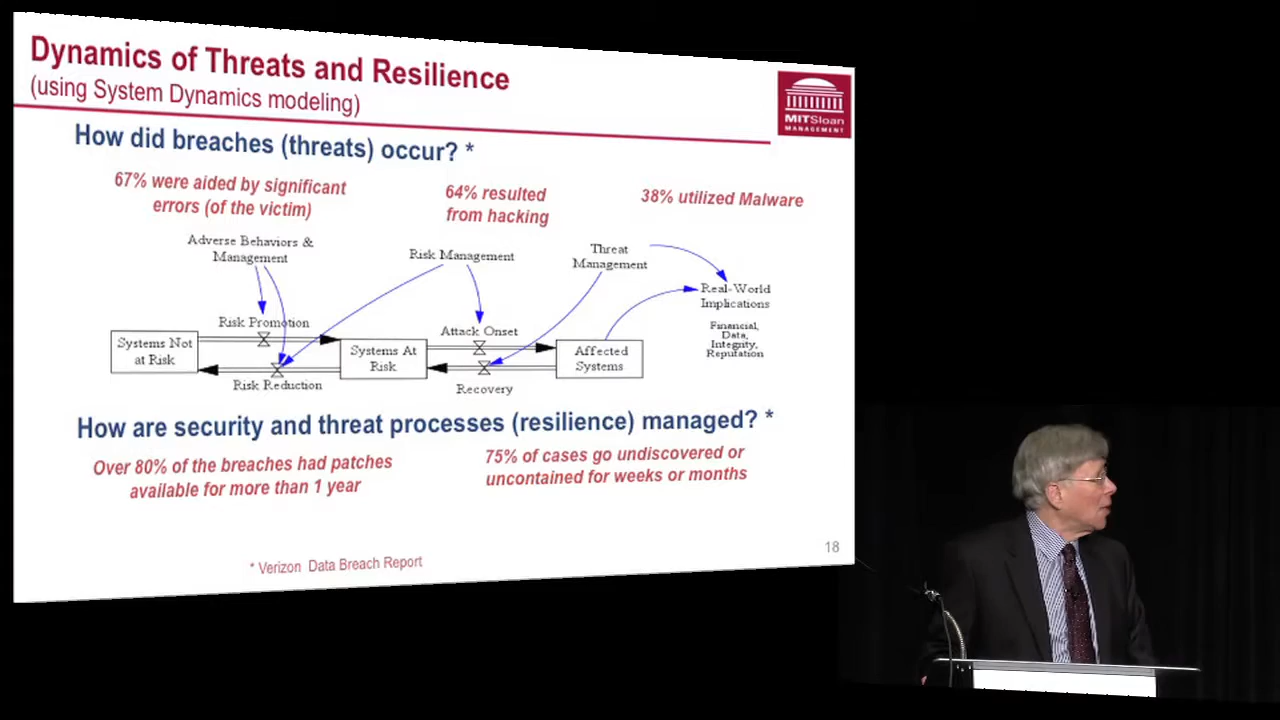 Dynamics of Threats and Resilience
(using System Dynamics modeling)
MITSloan
MANAGEMENT
How did breaches (threats) occur? *
67% were aided by significant
errors (of the victim)
64% resulted
from hacking
38% utilized Malware
Adverse Behaviors &
Management
Risk Management
Threat
Management
Real-World
Implications
Financial,
Data,
Integrity,
Reputation
Risk Promotion
Attack Onset
Systems Not
at Risk
Systems At
Risk
Affected
Systems
Risk Reduction
Recovery
How are security and threat processes (resilience) managed? *
Over 80% of the breaches had patches
available for more than 1 year
75% of cases go undiscovered or
uncontained for weeks or months
18
* Verizon Data Breach Report